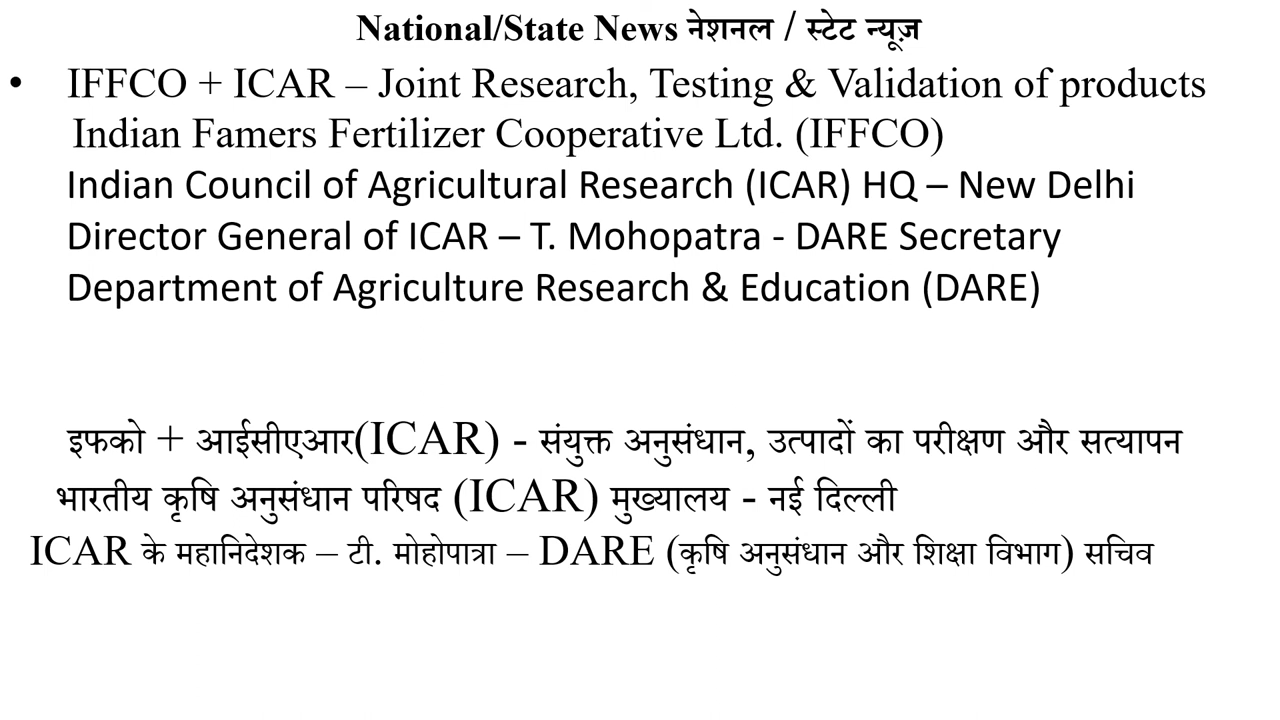 National/State News नेशनल / स्टेट न्यूज़
• IFFCO + ICAR – Joint Research, Testing & Validation of products
Indian Famers Fertilizer Cooperative Ltd. (IFFCO)
Indian Council of Agricultural Research (ICAR) HQ – New Delhi
Director General of ICAR – T. Mohopatra - DARE Secretary
Department of Agriculture Research & Education (DARE)
इफको + आईसीएआर(ICAR) - संयुक्त अनुसंधान, उत्पादों का परीक्षण और सत्यापन
भारतीय कृषि अनुसंधान परिषद (ICAR) मुख्यालय - नई दिल्ली
ICAR के महानिदेशक – टी. मोहोपात्रा – DARE (कृषि अनुसंधान और शिक्षा विभाग) सचिव